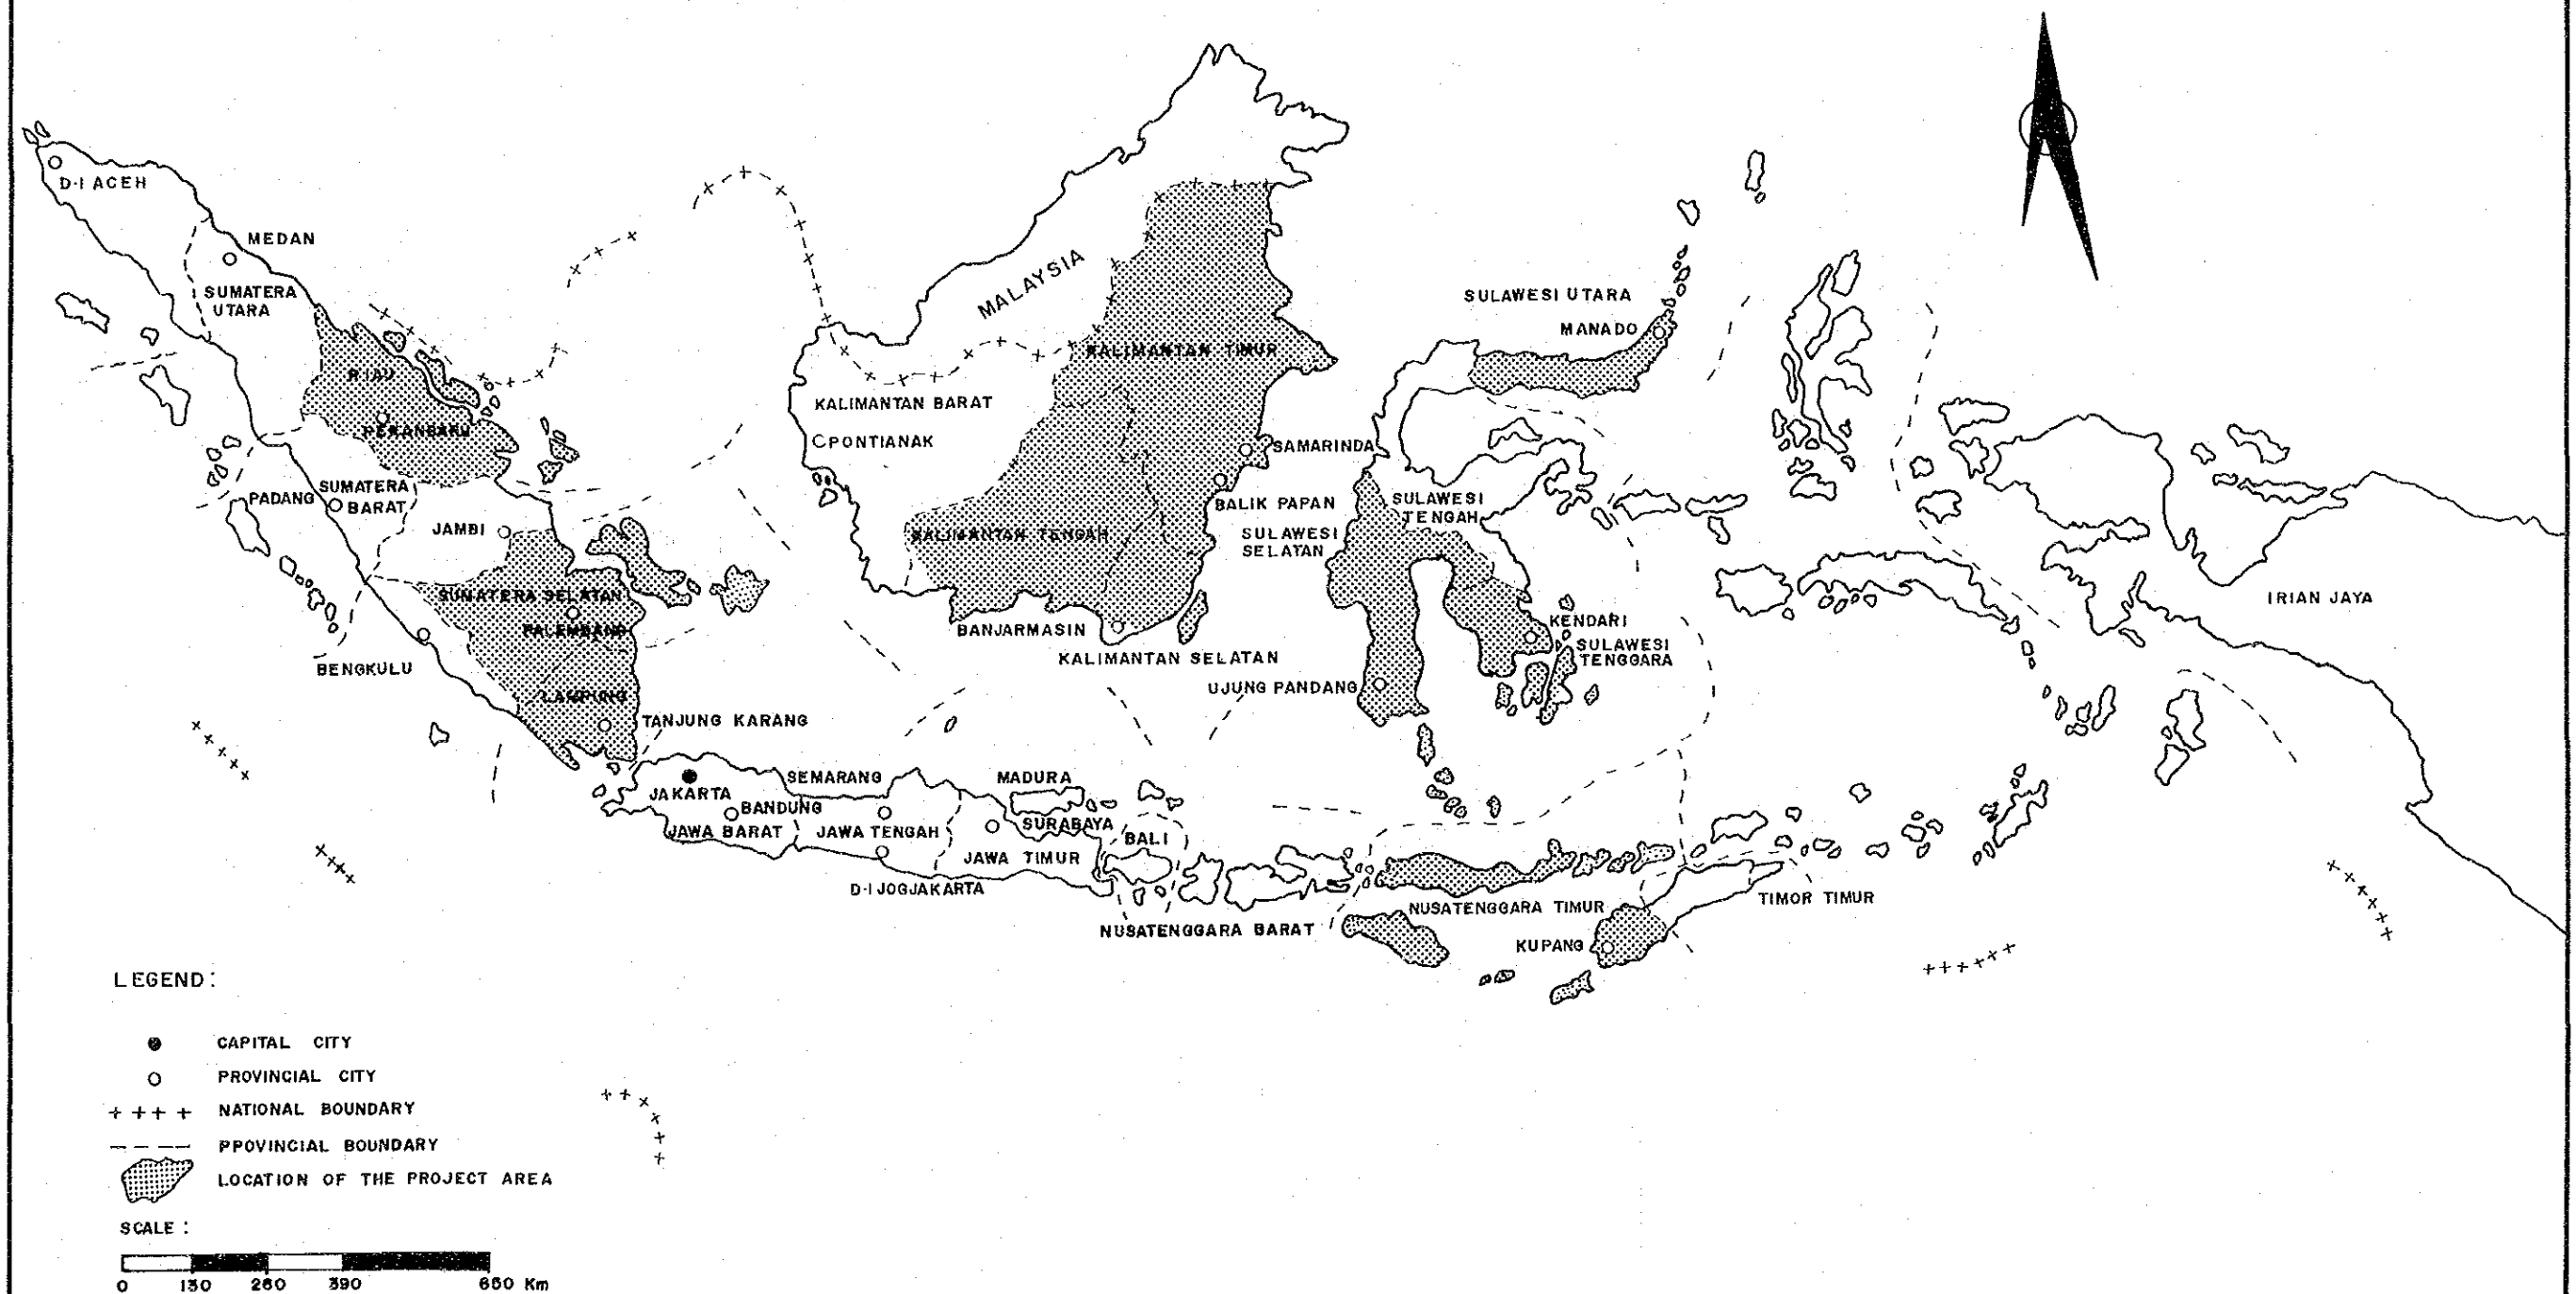 D-I ACEH
MEDAN
SUMATERA
UTARA
RIAU
PEKANBARU
PADANG
SUMATERA
BARAT
JAMBI
SUMATERA SELATAN
PALEMBANG
BENGKULU
LAMPUNG
TANJUNG KARANG
MALAYSIA
KALIMANTAN TIMUR
KALIMANTAN BARAT
PONTIANAK
SAMARINDA
BALIK PAPAN
KALIMANTAN TENGAH
BANJARMASIN
KALIMANTAN SELATAN
SULAWESI UTARA
MANADO
SULAWESI
TENGAH
SULAWESI
SELATAN
KENDARI
SULAWESI
TENGGARA
UJUNG PANDANG
IRIAN JAYA
JAKARTA
BANDUNG
JAWA BARAT
SEMARANG
JAWA TENGAH
D-I JOGJAKARTA
MADURA
SURABAYA
JAWA TIMUR
BALI
NUSATENGGARA BARAT
NUSATENGGARA TIMUR
KUPANG
TIMOR TIMUR
LEGEND :
CAPITAL CITY
PROVINCIAL CITY
NATIONAL BOUNDARY
PPOVINCIAL BOUNDARY
LOCATION OF THE PROJECT AREA
SCALE :
0 130 260 390 650 Km